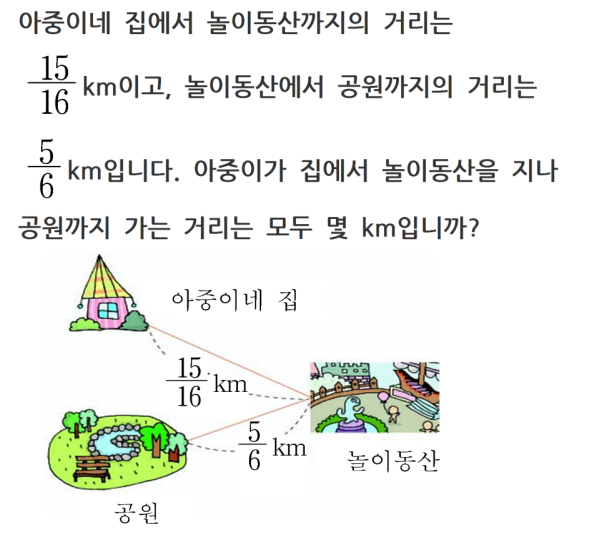 아중이네 집에서 놀이동산까지의 거리는
15/16 km이고, 놀이동산에서 공원까지의 거리는
5/6 km입니다. 아중이가 집에서 놀이동산을 지나
공원까지 가는 거리는 모두 몇 km입니까?
아중이네 집
15/16 km
5/6 km
놀이동산
공원